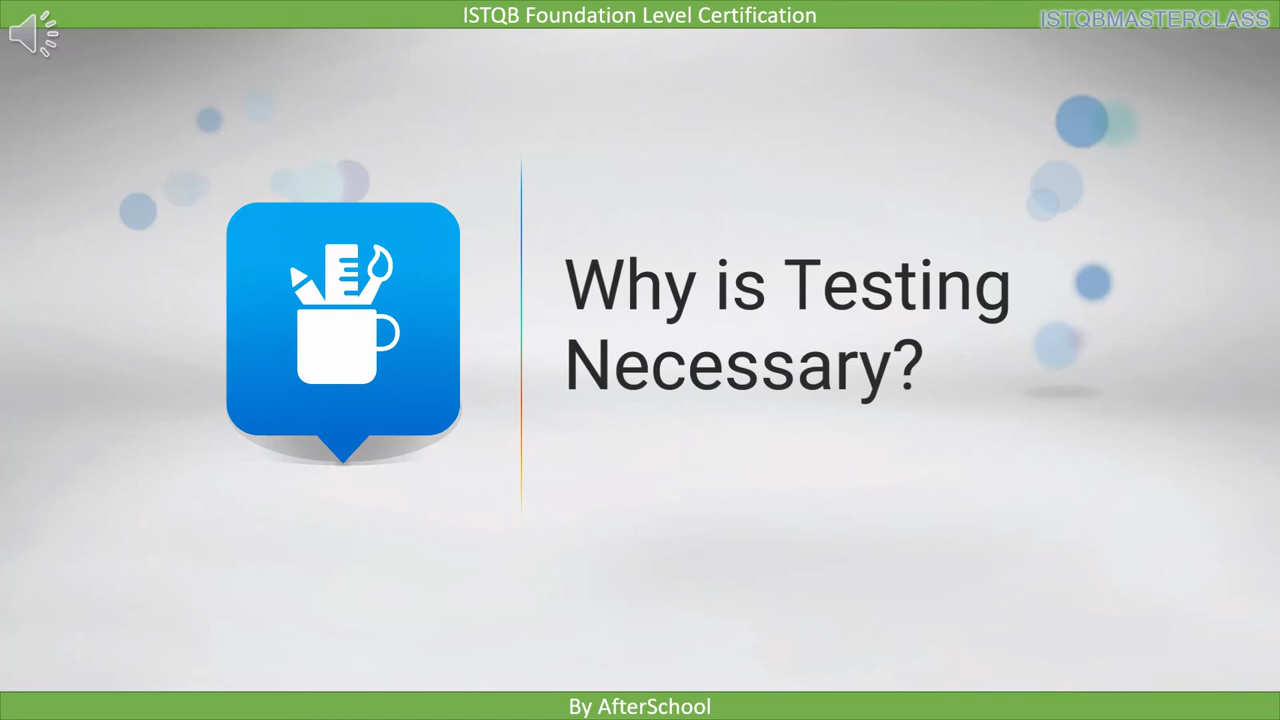 ISTQB Foundation Level Certification
ISTQBMASTERCLASS
Why is Testing
Necessary?
By AfterSchool